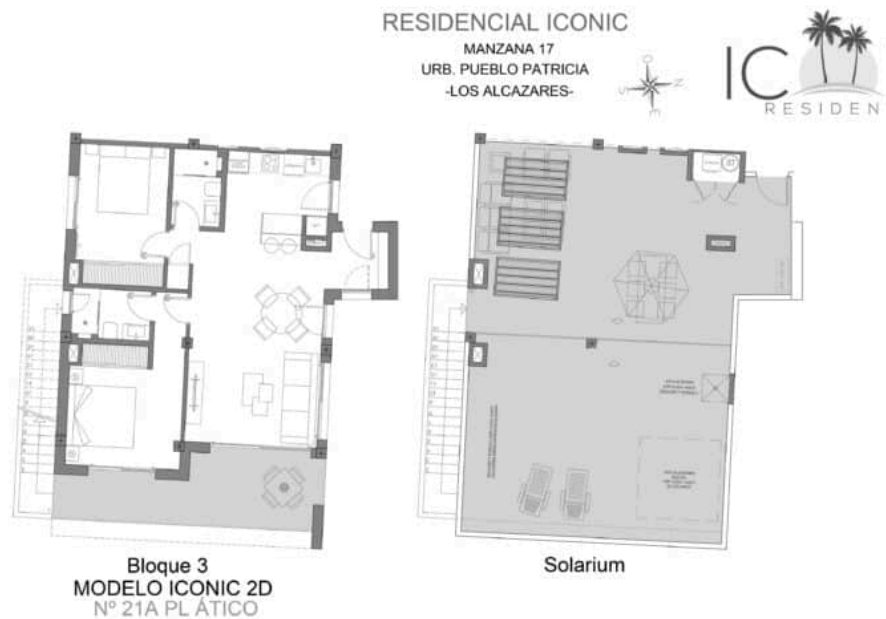 RESIDENCIAL ICONIC
MANZANA 17
URB. PUEBLO PATRICIA
-LOS ALCAZARES-
O
S
N
E
IC
RESIDEN
Bloque 3
MODELO ICONIC 2D
Nº 21A PL ÁTICO
Solarium